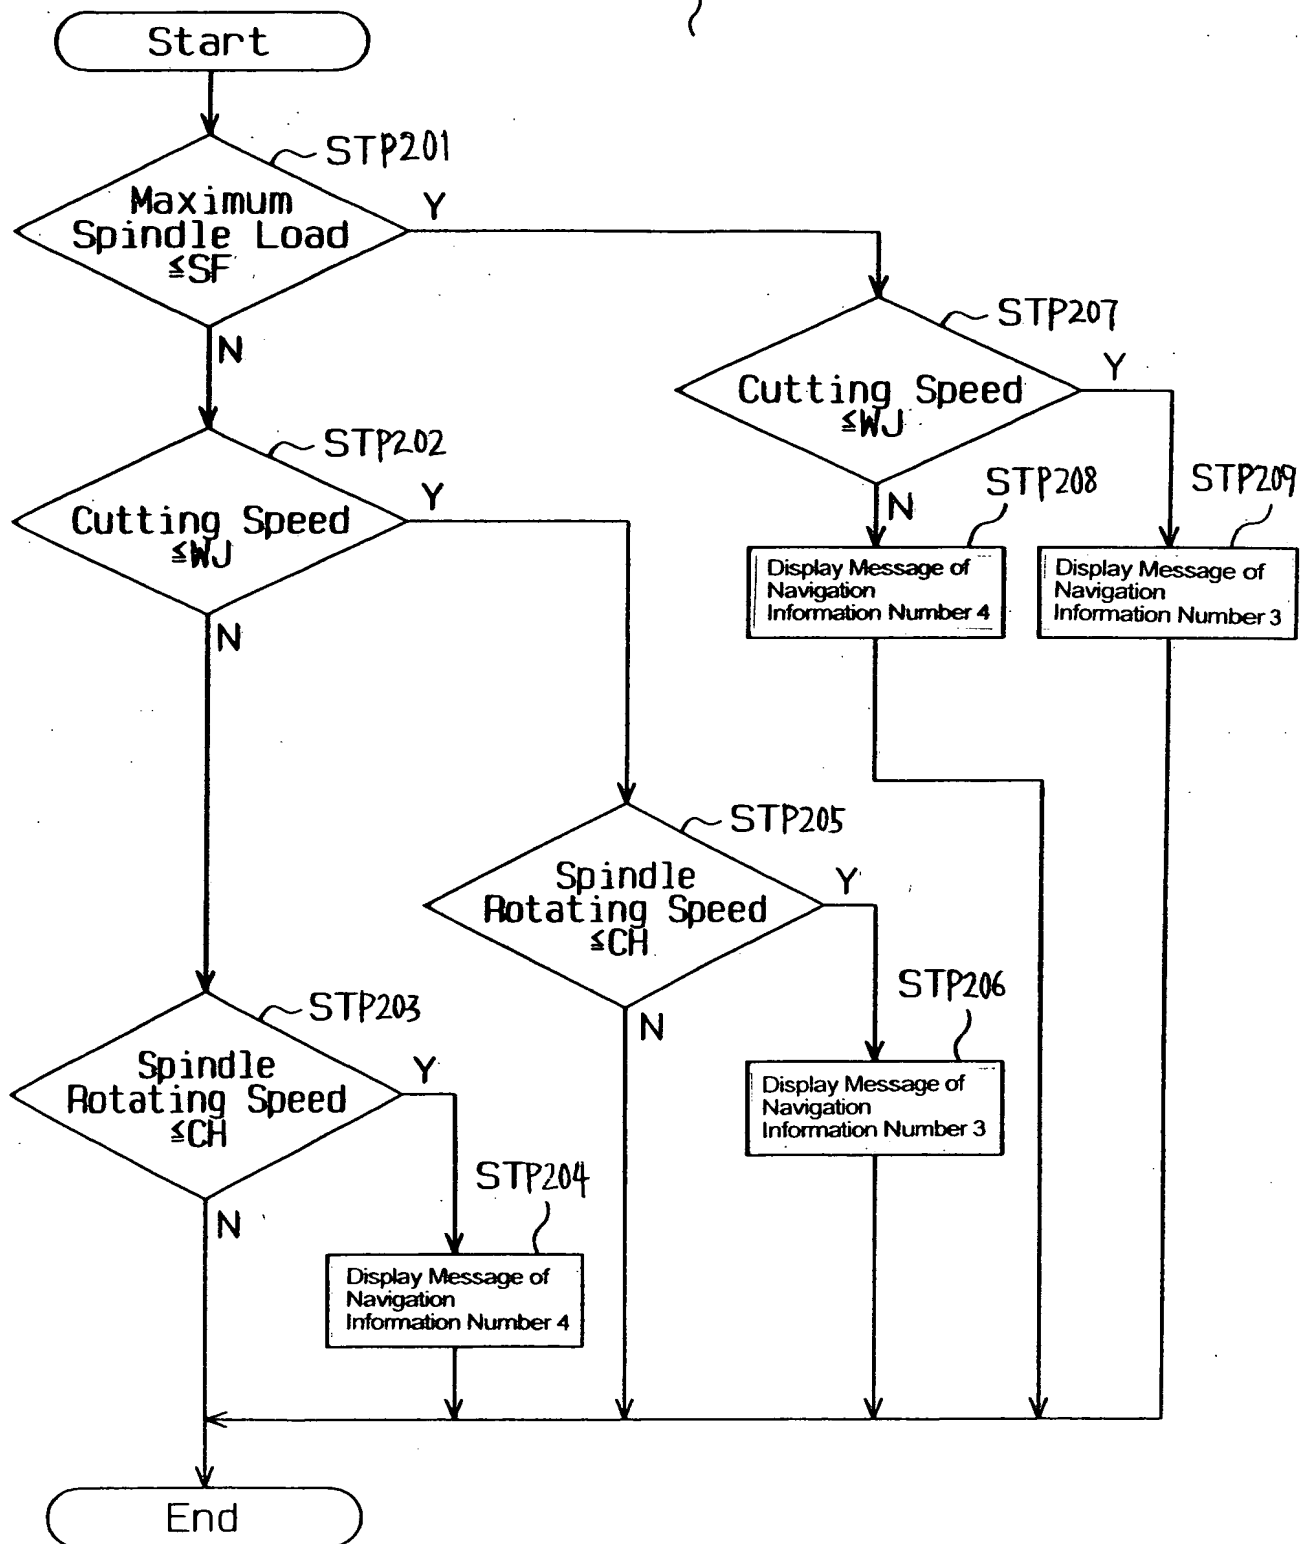 Start
STP201
Maximum
Spindle Load
≦SF
Y
N
STP207
Cutting Speed
≦WJ
Y
N
STP202
Cutting Speed
≦WJ
Y
N
STP208
Display Message of
Navigation
Information Number 4
STP209
Display Message of
Navigation
Information Number 3
STP205
Spindle
Rotating Speed
≦CH
Y
N
STP206
Display Message of
Navigation
Information Number 3
STP203
Spindle
Rotating Speed
≦CH
Y
N
STP204
Display Message of
Navigation
Information Number 4
End